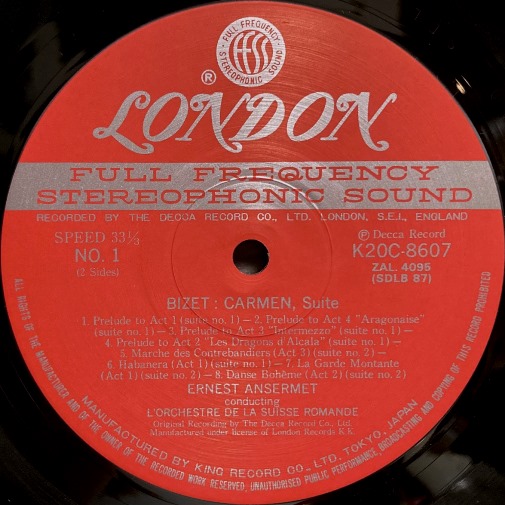 FULL FREQUENCY
FFSS
STEREOPHONIC SOUND
®
LONDON
FULL FREQUENCY
STEREOPHONIC SOUND
RECORDED BY THE DECCA RECORD CO., LTD. LONDON, S.E.I., ENGLAND
SPEED 33⅓
NO. 1
(2 Sides)
Ⓟ Decca Record
K20C-8607
ZAL. 4095
(SDLB 87)
BIZET : CARMEN, Suite
1. Prelude to Act 1 (suite no. 1) — 2. Prelude to Act 4 "Aragonaise"
(suite no. 1) — 3. Prelude to Act 3 "Intermezzo" (suite no. 1) —
4. Prelude to Act 2 "Les Dragons d'Alcala" (suite no. 1) —
5. Marche des Contrebandiers (Act 3) (suite no. 2) —
6. Habanera (Act 1) (suite no. 1) — 7. La Garde Montante
(Act 1) (suite no. 2) — 8. Danse Bohême (Act 2) (suite no. 2)
ERNEST ANSERMET
conducting
L'ORCHESTRE DE LA SUISSE ROMANDE
Original Recording by The Decca Record Co., Ltd.
Manufactured under license of London Records K.K.
MANUFACTURED BY KING RECORD CO., LTD. TOKYO, JAPAN
ALL RIGHTS OF THE MANUFACTURER AND OF THE OWNER OF THE RECORDED WORK RESERVED, UNAUTHORISED PUBLIC PERFORMANCE, BROADCASTING AND COPYING OF THIS RECORD PROHIBITED